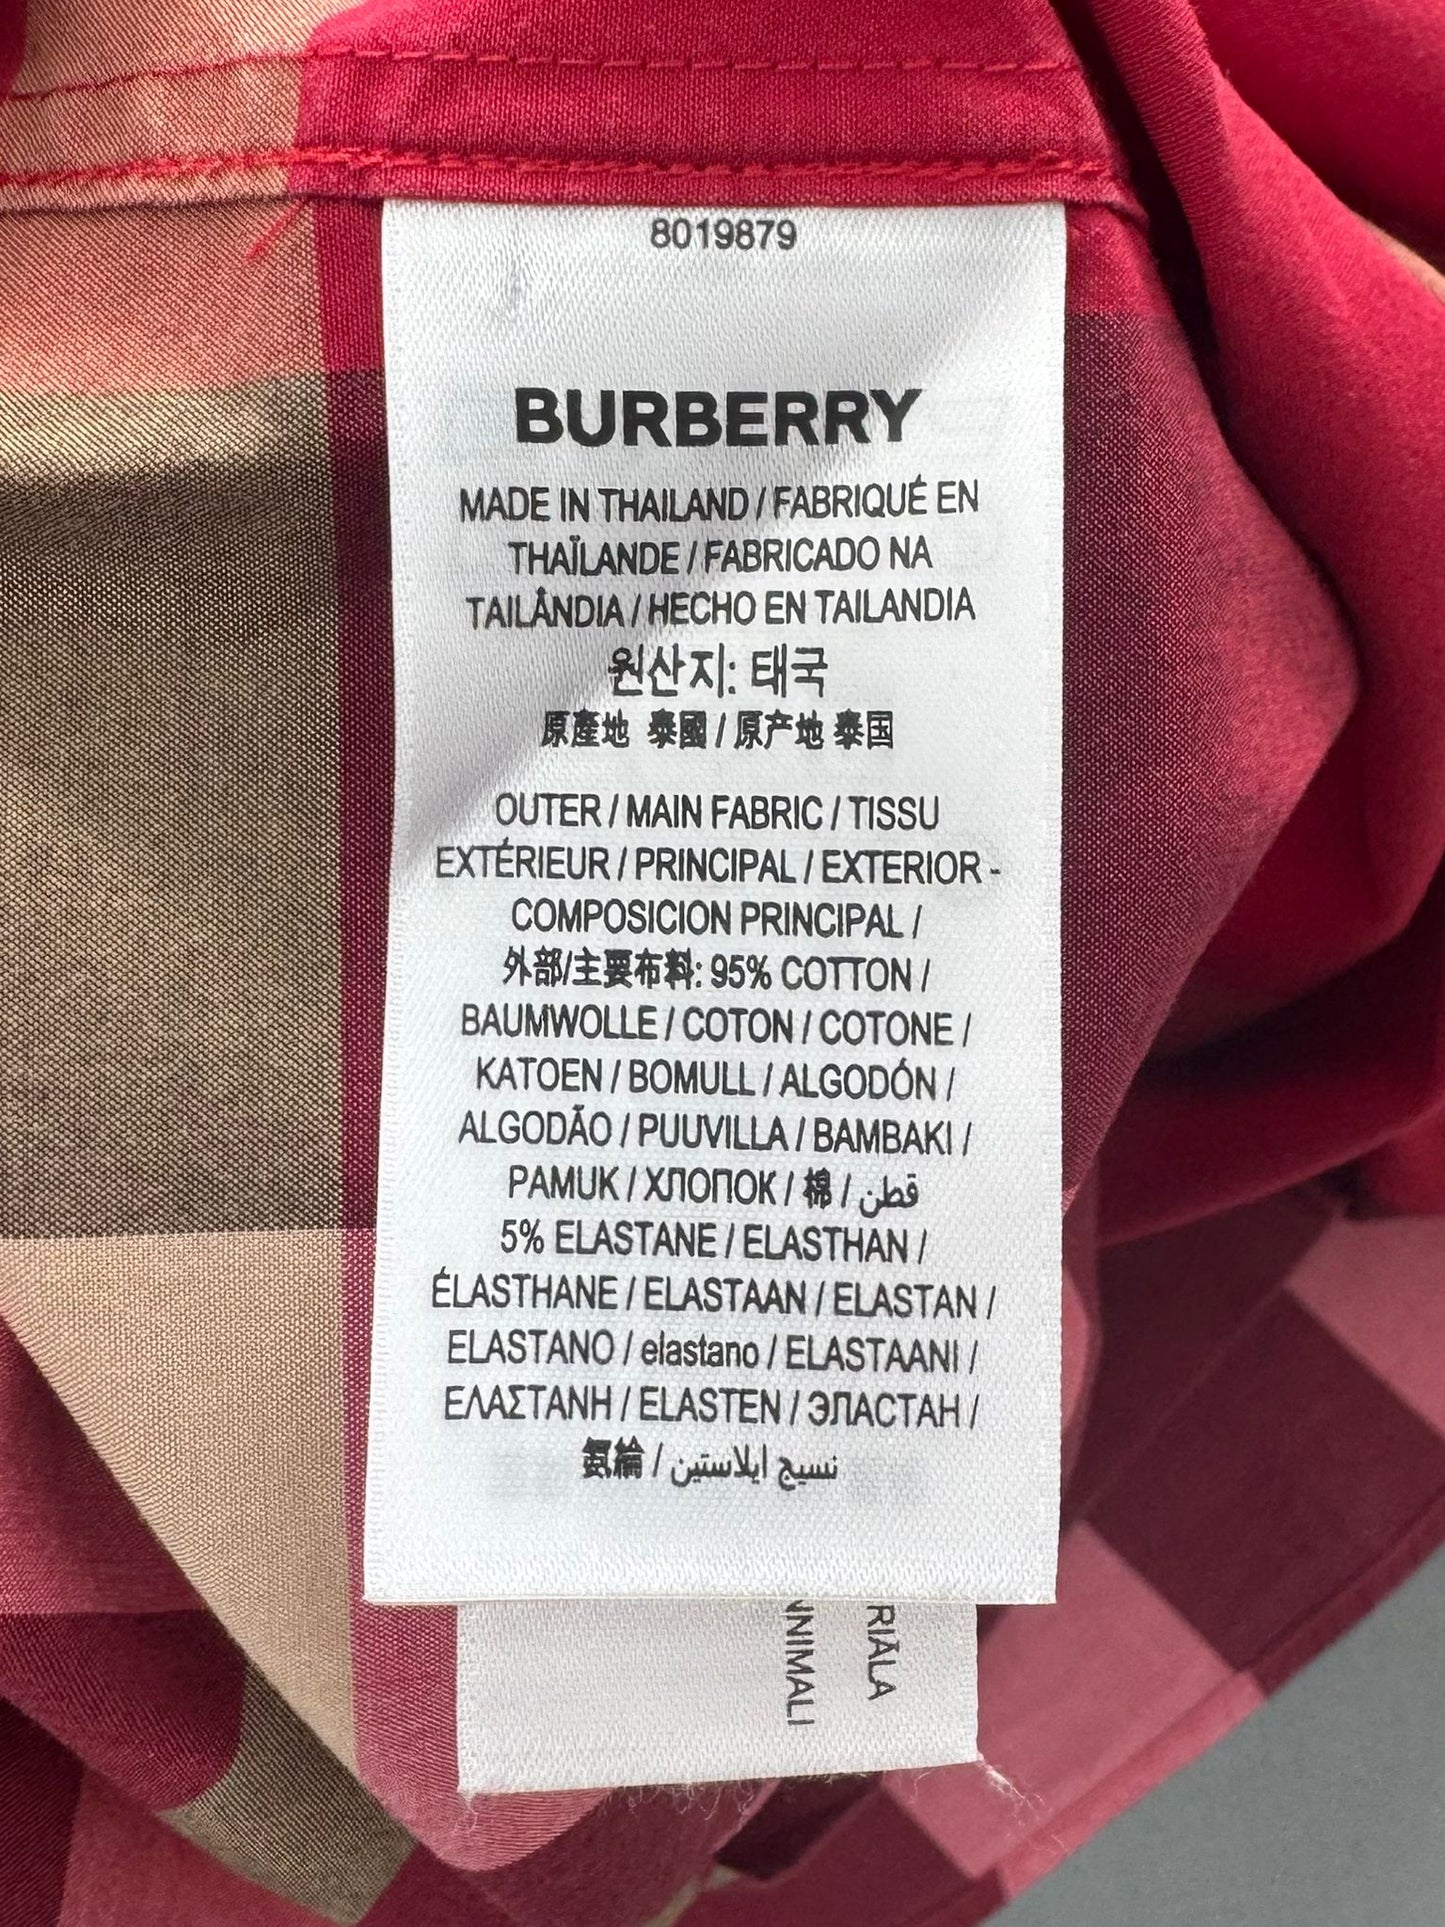 8019879
BURBERRY
MADE IN THAILAND / FABRIQUÉ EN
THAÏLANDE / FABRICADO NA
TAILÂNDIA / HECHO EN TAILANDIA
원산지: 태국
原產地 泰國 / 原产地 泰国
OUTER / MAIN FABRIC / TISSU
EXTÉRIEUR / PRINCIPAL / EXTERIOR -
COMPOSICION PRINCIPAL /
外部/主要布料: 95% COTTON /
BAUMWOLLE / COTON / COTONE /
KATOEN / BOMULL / ALGODÓN /
ALGODÃO / PUUVILLA / BAMBAKI /
PAMUK / ХЛОПОК / 棉 / قطن
5% ELASTANE / ELASTHAN /
ÉLASTHANE / ELASTAAN / ELASTAN /
ELASTANO / elastano / ELASTAANI /
ΕΛΑΣΤΑΝΗ / ELASTEN / ЭЛАСТАН /
氨綸 / نسيج ايلاستين
RIĀLA
NNIMALI